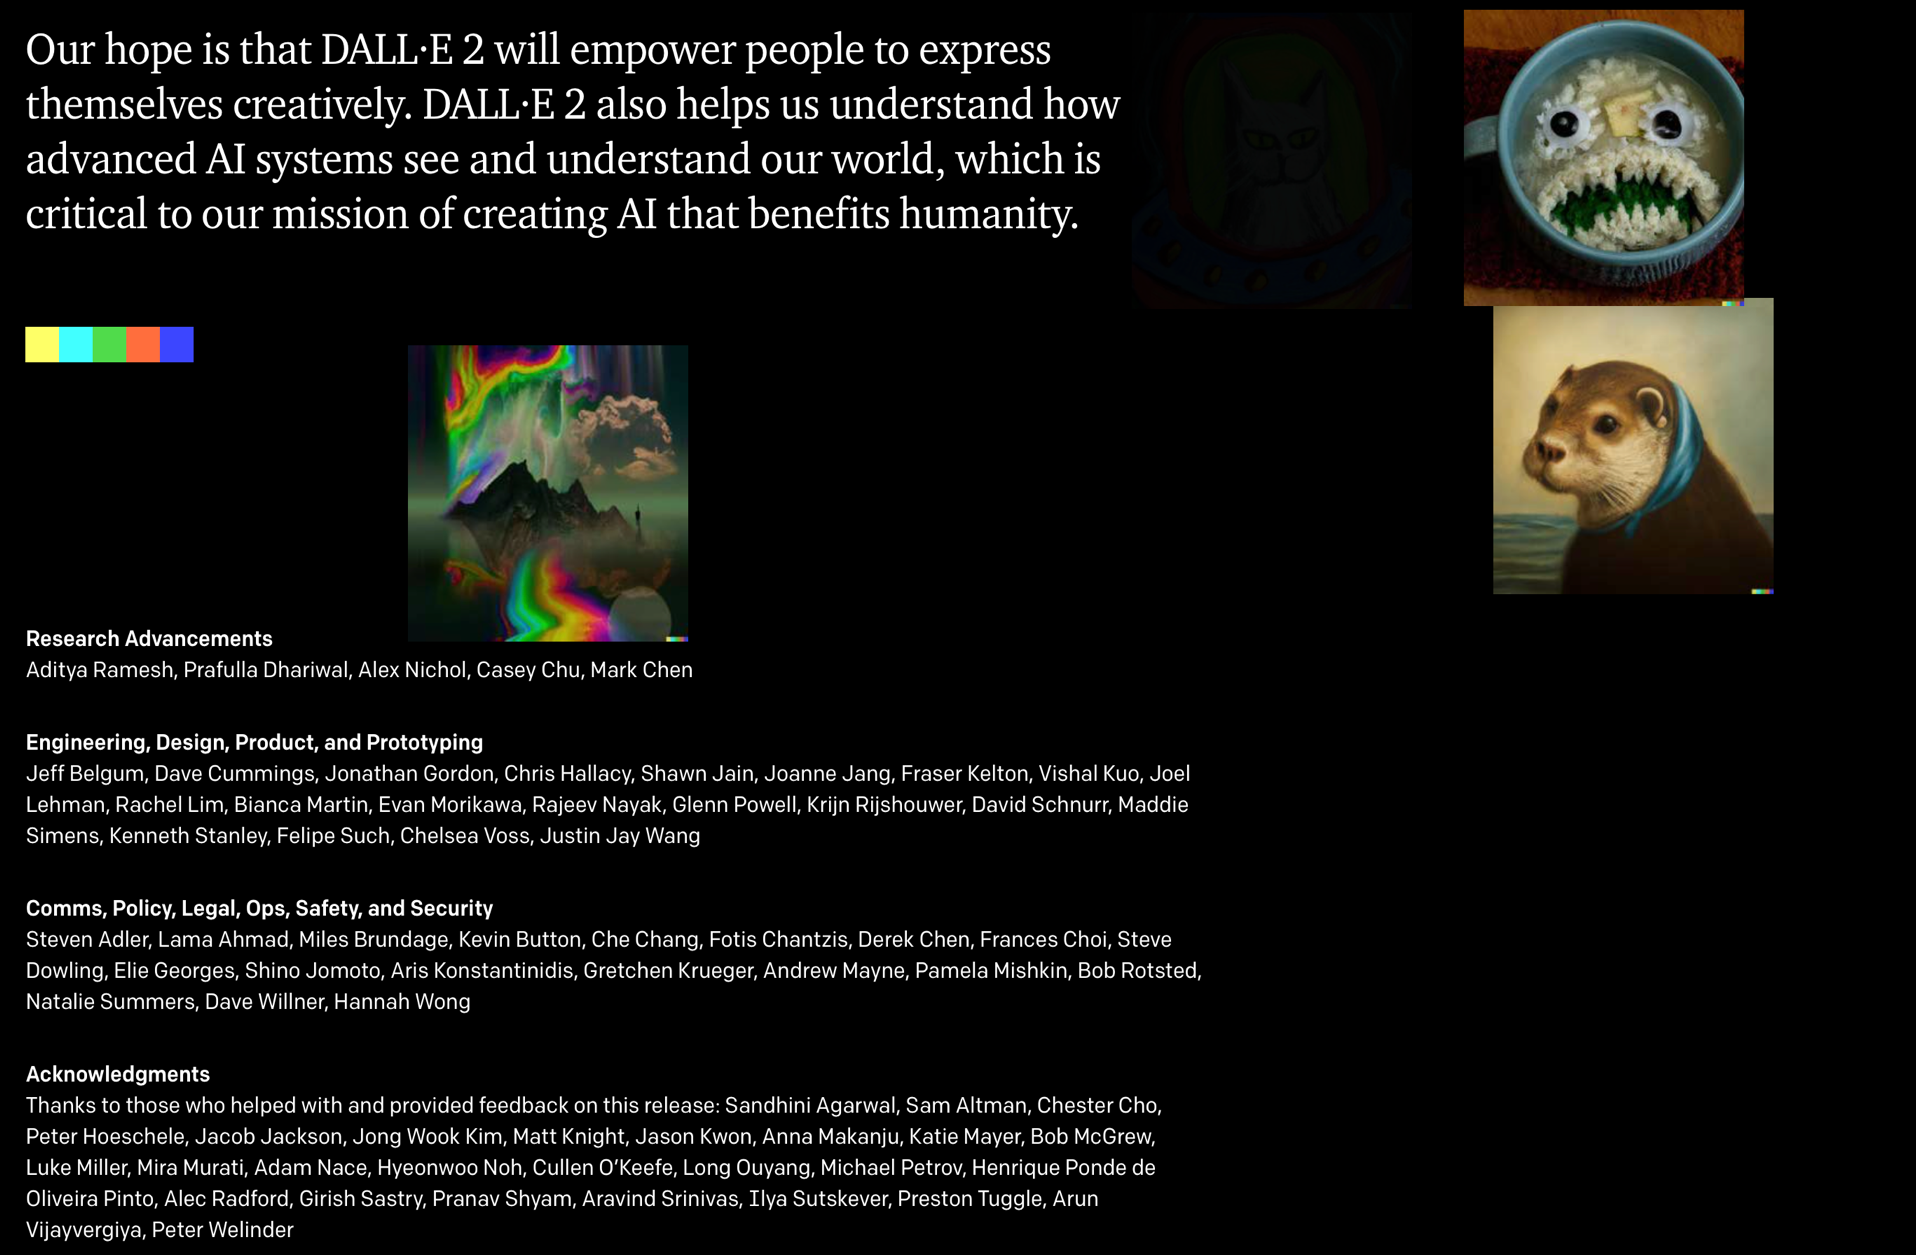 Our hope is that DALL·E 2 will empower people to express
themselves creatively. DALL·E 2 also helps us understand how
advanced AI systems see and understand our world, which is
critical to our mission of creating AI that benefits humanity.
Research Advancements
Aditya Ramesh, Prafulla Dhariwal, Alex Nichol, Casey Chu, Mark Chen
Engineering, Design, Product, and Prototyping
Jeff Belgum, Dave Cummings, Jonathan Gordon, Chris Hallacy, Shawn Jain, Joanne Jang, Fraser Kelton, Vishal Kuo, Joel
Lehman, Rachel Lim, Bianca Martin, Evan Morikawa, Rajeev Nayak, Glenn Powell, Krijn Rijshouwer, David Schnurr, Maddie
Simens, Kenneth Stanley, Felipe Such, Chelsea Voss, Justin Jay Wang
Comms, Policy, Legal, Ops, Safety, and Security
Steven Adler, Lama Ahmad, Miles Brundage, Kevin Button, Che Chang, Fotis Chantzis, Derek Chen, Frances Choi, Steve
Dowling, Elie Georges, Shino Jomoto, Aris Konstantinidis, Gretchen Krueger, Andrew Mayne, Pamela Mishkin, Bob Rotsted,
Natalie Summers, Dave Willner, Hannah Wong
Acknowledgments
Thanks to those who helped with and provided feedback on this release: Sandhini Agarwal, Sam Altman, Chester Cho,
Peter Hoeschele, Jacob Jackson, Jong Wook Kim, Matt Knight, Jason Kwon, Anna Makanju, Katie Mayer, Bob McGrew,
Luke Miller, Mira Murati, Adam Nace, Hyeonwoo Noh, Cullen O’Keefe, Long Ouyang, Michael Petrov, Henrique Ponde de
Oliveira Pinto, Alec Radford, Girish Sastry, Pranav Shyam, Aravind Srinivas, Ilya Sutskever, Preston Tuggle, Arun
Vijayvergiya, Peter Welinder